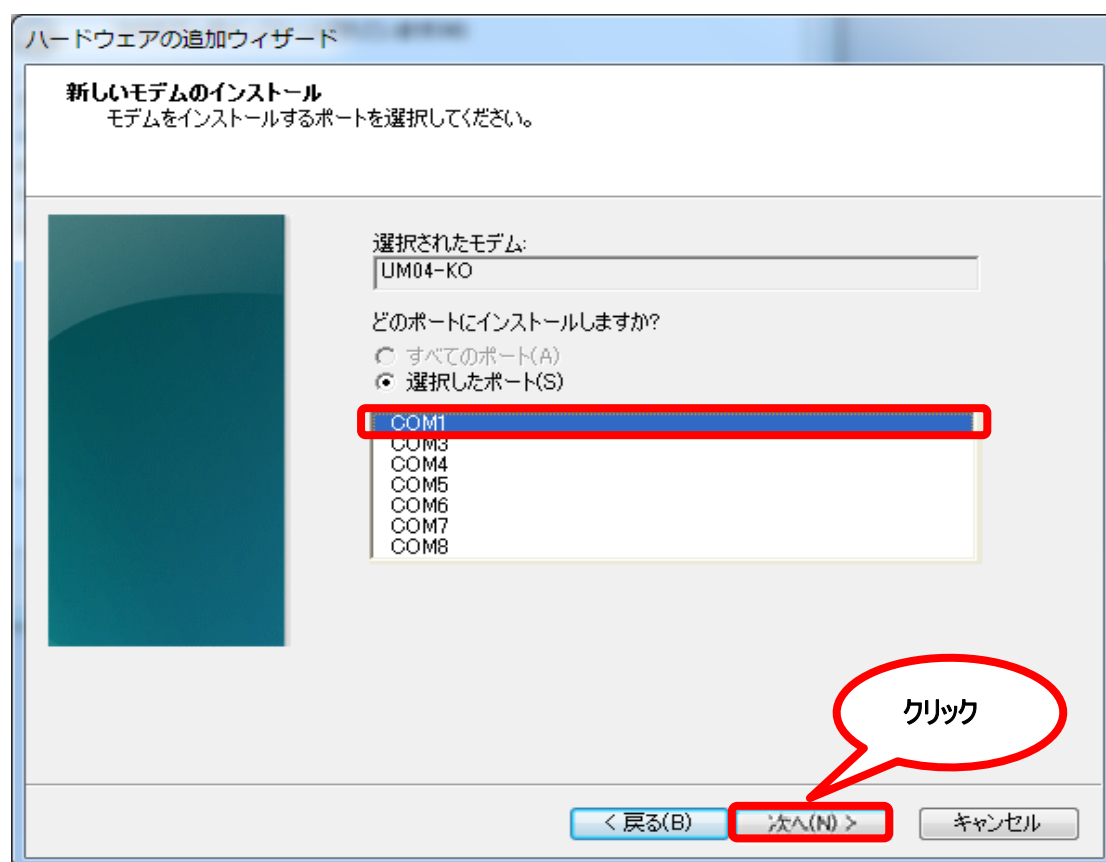 ハードウェアの追加ウィザード
新しいモデムのインストール
モデムをインストールするポートを選択してください。
選択されたモデム:
UM04-KO
どのポートにインストールしますか?
すべてのポート(A)
選択したポート(S)
COM1
COM3
COM4
COM5
COM6
COM7
COM8
クリック
< 戻る(B)
次へ(N) >
キャンセル